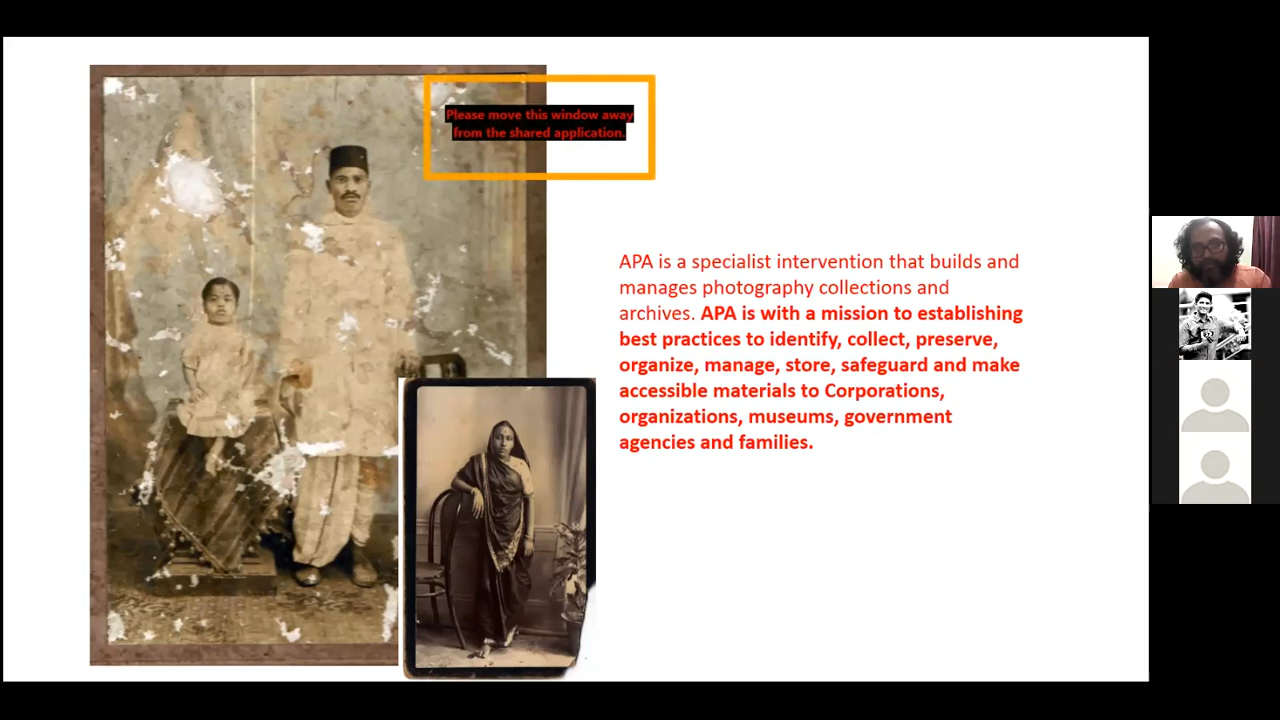 Please move this window away
from the shared application.
APA is a specialist intervention that builds and
manages photography collections and
archives. APA is with a mission to establishing
best practices to identify, collect, preserve,
organize, manage, store, safeguard and make
accessible materials to Corporations,
organizations, museums, government
agencies and families.